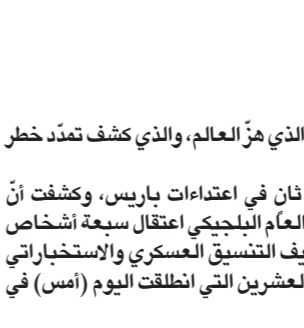 الذي هزّ العالم، والذي كشف تمدّد خطر
ثانٍ في اعتداءات باريس، وكشفت أنّ
العام البلجيكي اعتقال سبعة أشخاص
يف التنسيق العسكري والاستخباراتي
لعشرين التي انطلقت اليوم (أمس) في